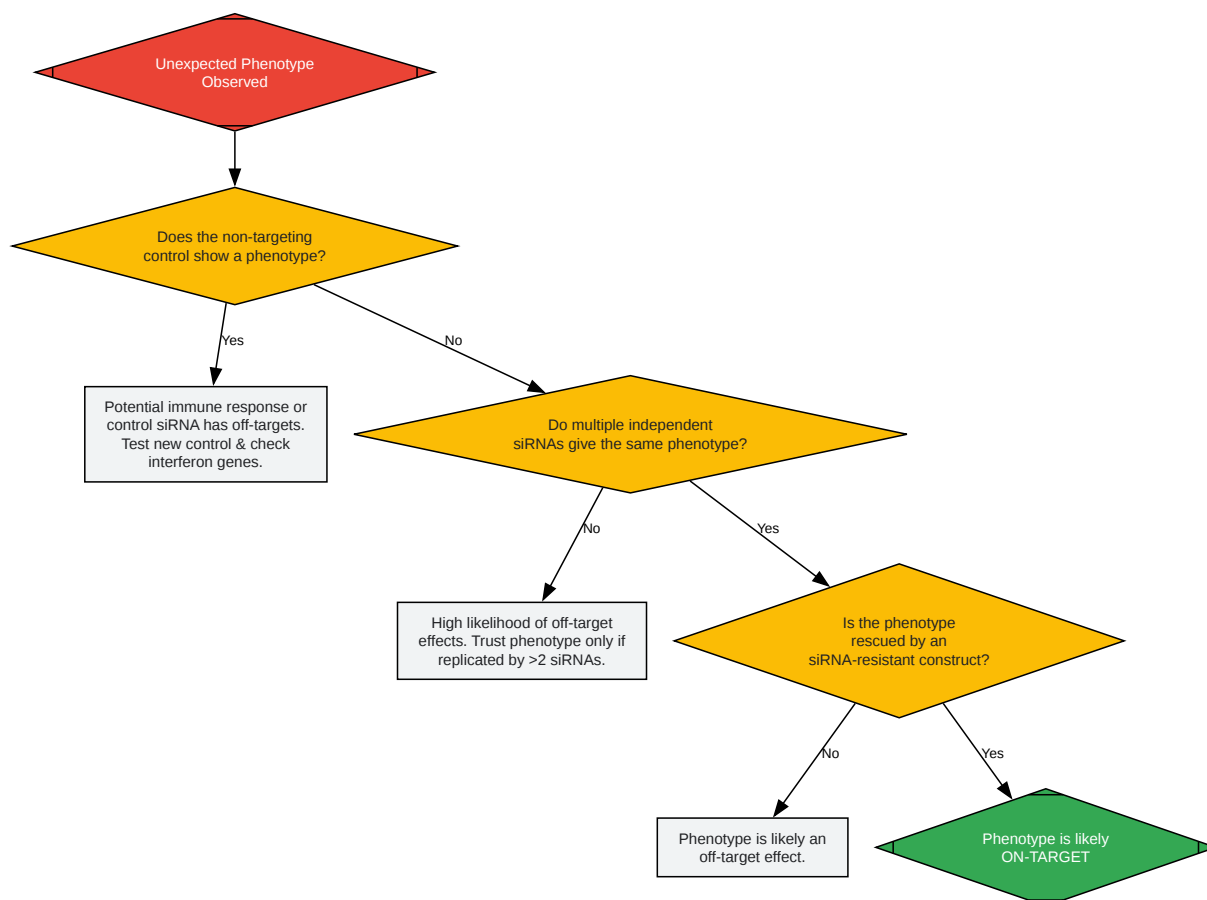 Unexpected Phenotype
Observed
Does the non-targeting
control show a phenotype?
Yes
No
Potential immune response or
control siRNA has off-targets.
Test new control & check
interferon genes.
Do multiple independent
siRNAs give the same phenotype?
No
Yes
High likelihood of off-target
effects. Trust phenotype only if
replicated by >2 siRNAs.
Is the phenotype
rescued by an
siRNA-resistant construct?
No
Yes
Phenotype is likely an
off-target effect.
Phenotype is likely
ON-TARGET